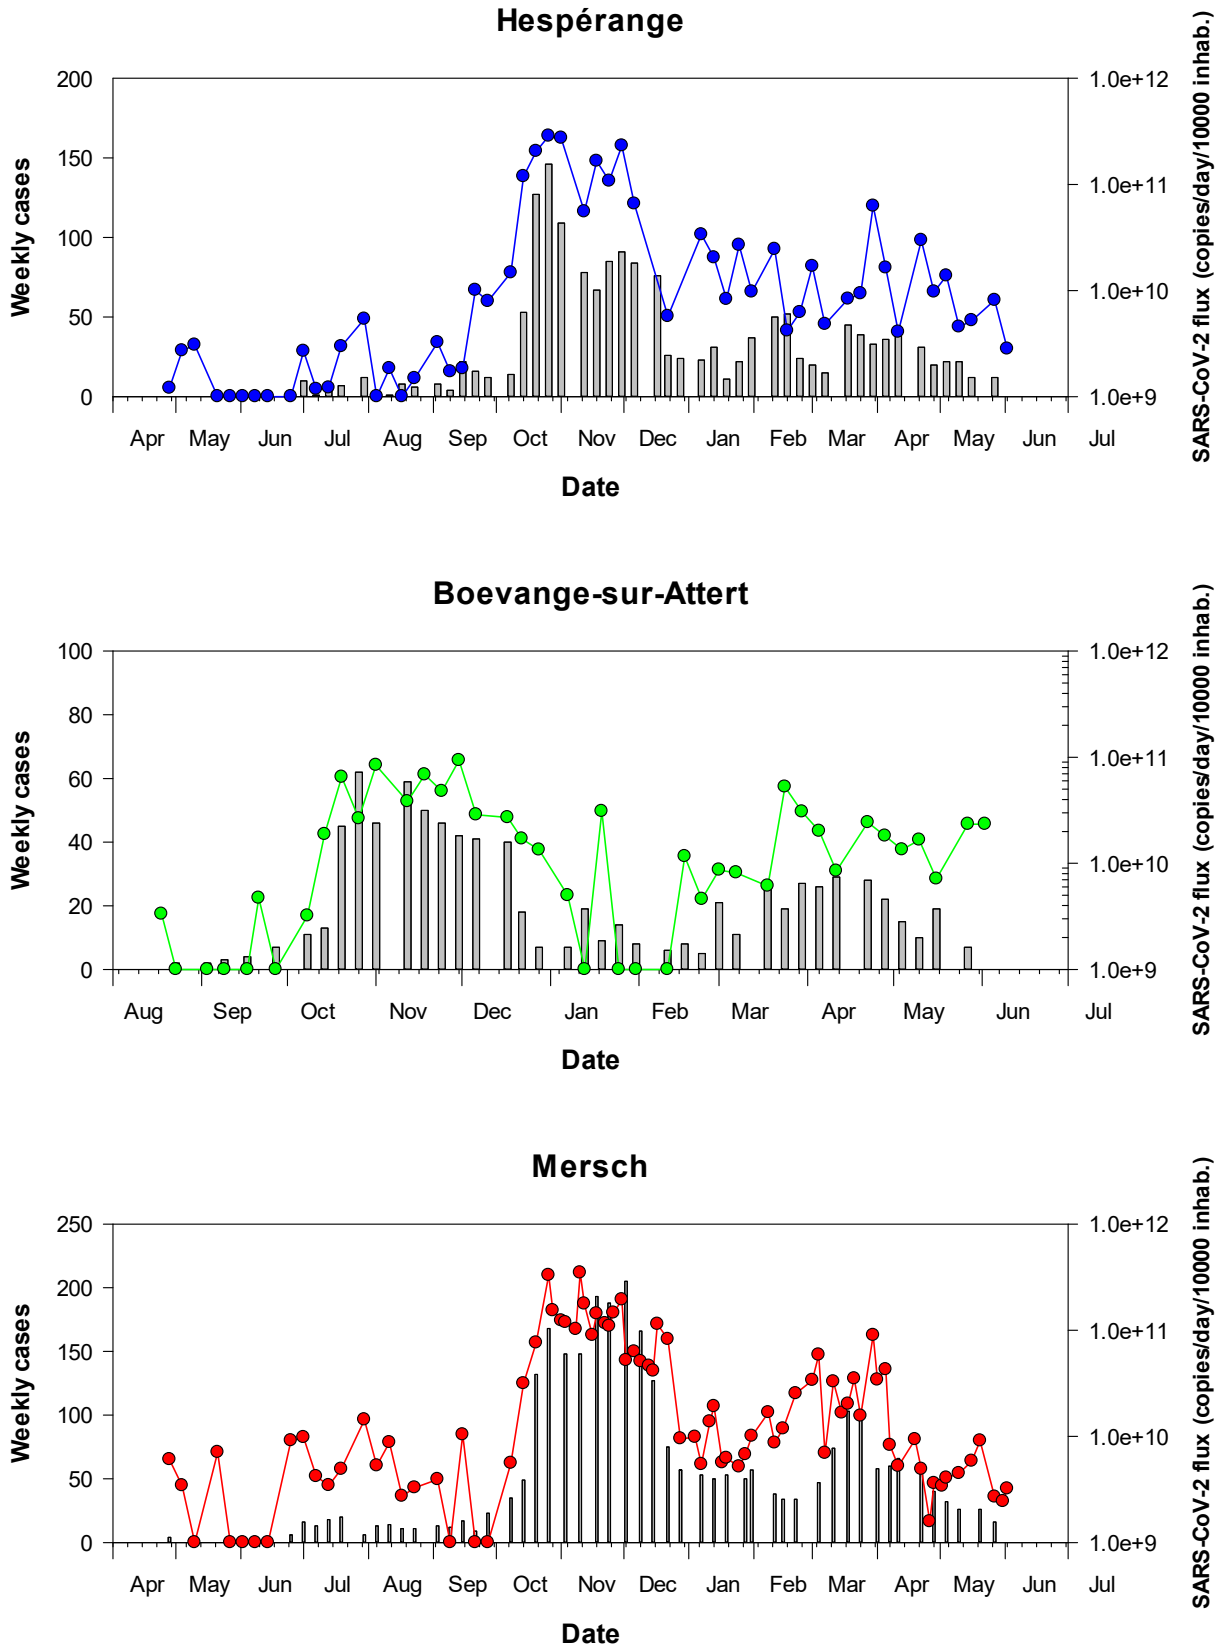 Hespérange
200
150
100
50
0
Weekly cases
1.0e+12
1.0e+11
1.0e+10
1.0e+9
SARS-CoV-2 flux (copies/day/10000 inhab.)
Apr May Jun Jul Aug Sep Oct Nov Dec Jan Feb Mar Apr May Jun Jul
Date
Boevange-sur-Attert
100
80
60
40
20
0
Weekly cases
1.0e+12
1.0e+11
1.0e+10
1.0e+9
SARS-CoV-2 flux (copies/day/10000 inhab.)
Aug Sep Oct Nov Dec Jan Feb Mar Apr May Jun Jul
Date
Mersch
250
200
150
100
50
0
Weekly cases
1.0e+12
1.0e+11
1.0e+10
1.0e+9
SARS-CoV-2 flux (copies/day/10000 inhab.)
Apr May Jun Jul Aug Sep Oct Nov Dec Jan Feb Mar Apr May Jun Jul
Date